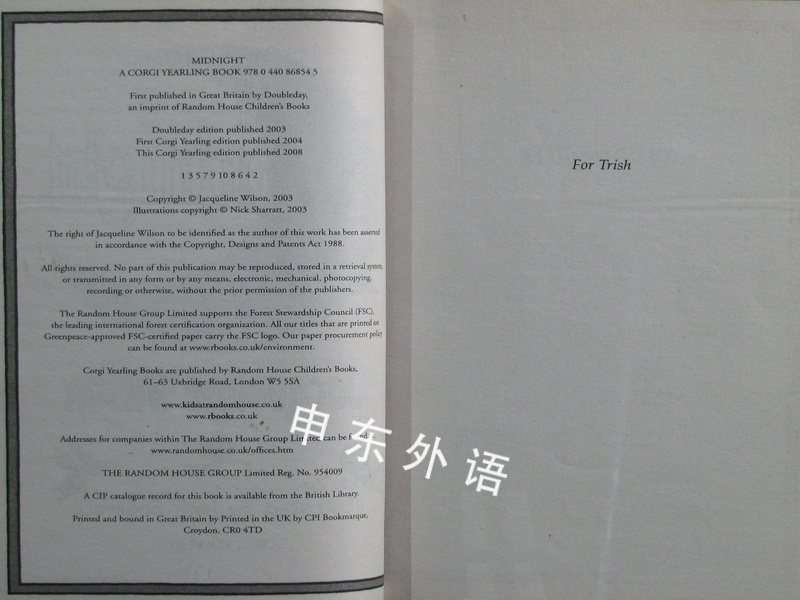 MIDNIGHT
A CORGI YEARLING BOOK 978 0 440 86854 5
First published in Great Britain by Doubleday,
an imprint of Random House Children's Books
Doubleday edition published 2003
First Corgi Yearling edition published 2004
This Corgi Yearling edition published 2008
1 3 5 7 9 10 8 6 4 2
Copyright © Jacqueline Wilson, 2003
Illustrations copyright © Nick Sharratt, 2003
The right of Jacqueline Wilson to be identified as the author of this work has been asserted
in accordance with the Copyright, Designs and Patents Act 1988.
All rights reserved. No part of this publication may be reproduced, stored in a retrieval system,
or transmitted in any form or by any means, electronic, mechanical, photocopying,
recording or otherwise, without the prior permission of the publishers.
The Random House Group Limited supports the Forest Stewardship Council (FSC),
the leading international forest certification organization. All our titles that are printed on
Greenpeace-approved FSC-certified paper carry the FSC logo. Our paper procurement policy
can be found at www.rbooks.co.uk/environment.
Corgi Yearling Books are published by Random House Children's Books,
61–63 Uxbridge Road, London W5 5SA
www.kidsatrandomhouse.co.uk
www.rbooks.co.uk
Addresses for companies within The Random House Group Limited can be
www.randomhouse.co.uk/offices.htm
THE RANDOM HOUSE GROUP Limited Reg. No. 954009
A CIP catalogue record for this book is available from the British Library.
Printed and bound in Great Britain by Printed in the UK by CPI Bookmarque,
Croydon, CR0 4TD
For Trish
申东外语